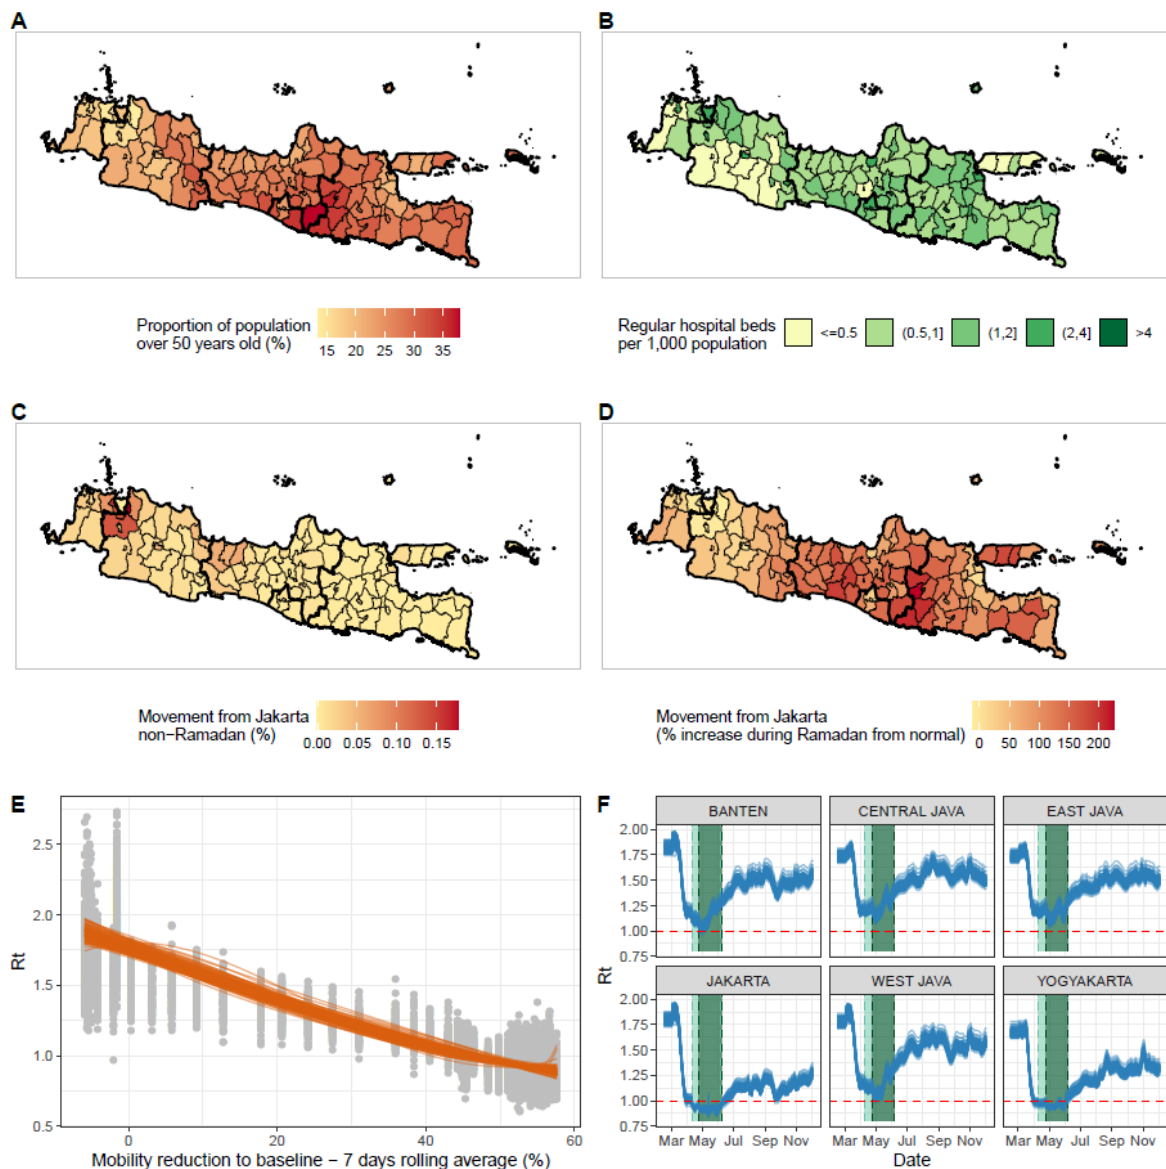 A
B
Proportion of population
over 50 years old (%)
15 20 25 30 35
Regular hospital beds
per 1,000 population
<=0.5
(0.5,1]
(1,2]
(2,4]
>4
C
D
Movement from Jakarta
non−Ramadan (%)
0.00 0.05 0.10 0.15
Movement from Jakarta
(% increase during Ramadan from normal)
0 50 100 150 200
E
Rt
2.5
2.0
1.5
1.0
0.5
0 20 40 60
Mobility reduction to baseline − 7 days rolling average (%)
F
Rt
BANTEN
CENTRAL JAVA
EAST JAVA
2.00
1.75
1.50
1.25
1.00
0.75
JAKARTA
WEST JAVA
YOGYAKARTA
2.00
1.75
1.50
1.25
1.00
0.75
Mar May Jul Sep Nov
Mar May Jul Sep Nov
Mar May Jul Sep Nov
Date